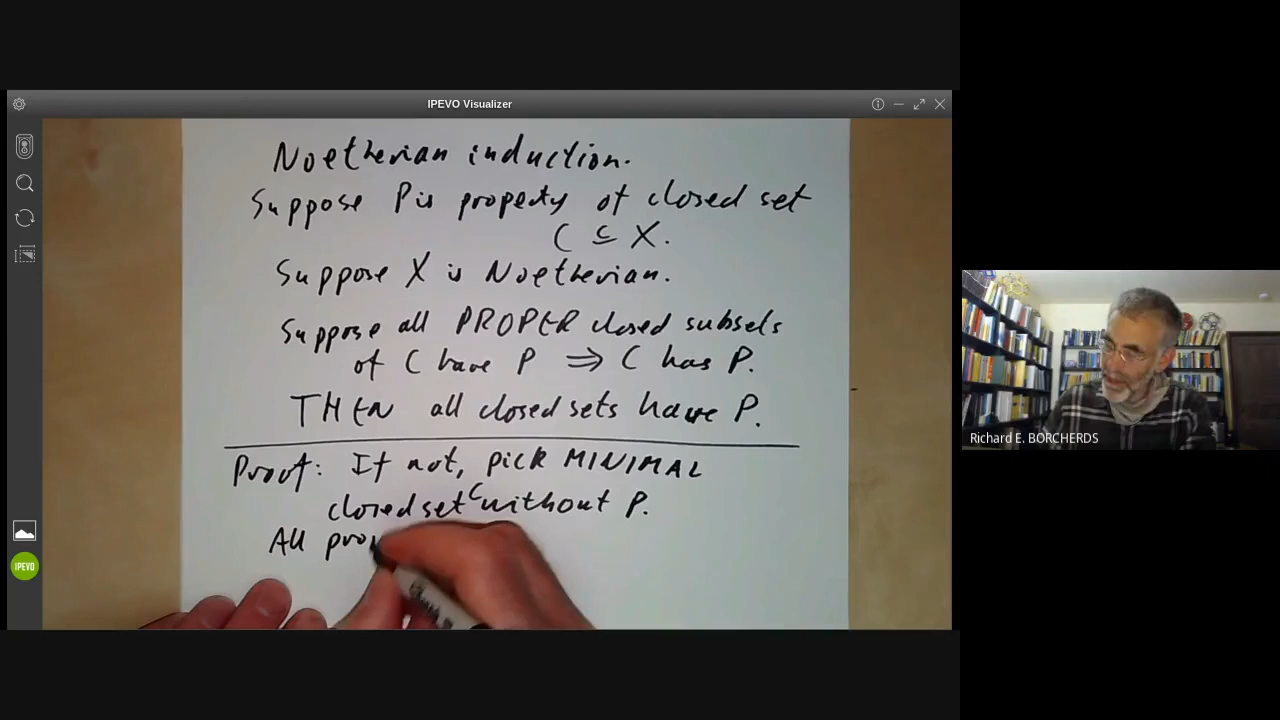 IPEVO Visualizer
Noetherian induction.
Suppose P is property of closed set
C ⊆ X.
Suppose X is Noetherian.
Suppose all PROPER closed subsets
of C have P ⇒ C has P.
THEN all closed sets have P.
Proof: If not, PICK MINIMAL
closed set C without P.
All pro
Richard E. BORCHERDS
IPEVO